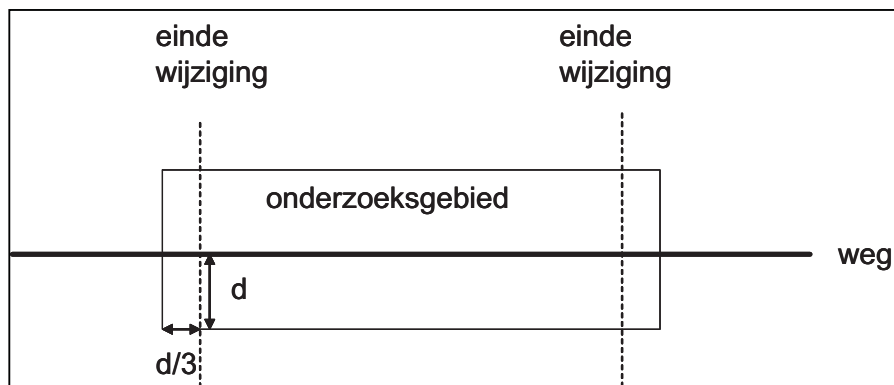 einde
wijziging
einde
wijziging
onderzoeksgebied
weg
d
d/3